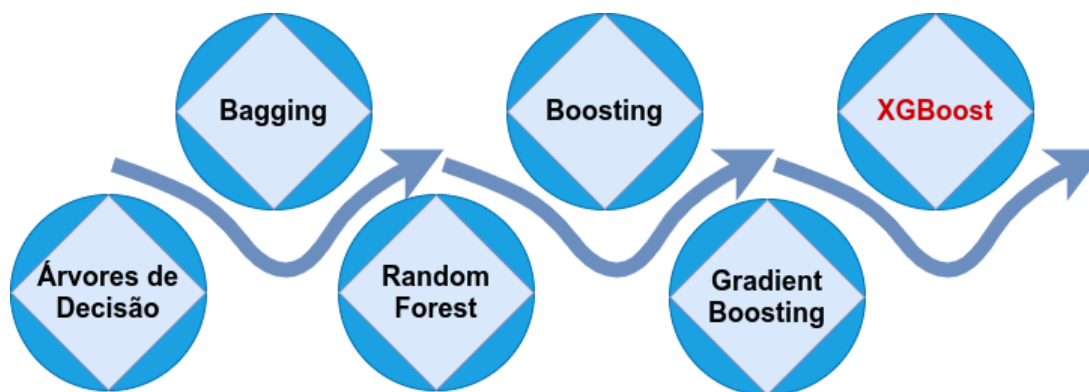 Árvores de
Decisão
Bagging
Random
Forest
Boosting
Gradient
Boosting
XGBoost